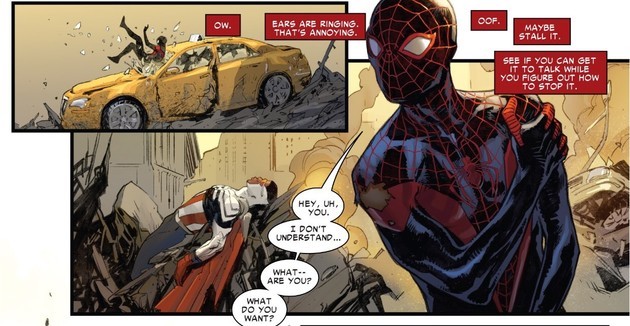 OW.
EARS ARE RINGING.
THAT'S ANNOYING.
OOF.
MAYBE
STALL IT.
SEE IF YOU CAN GET
IT TO TALK WHILE
YOU FIGURE OUT HOW
TO STOP IT.
HEY, UH,
YOU.
I DON'T
UNDERSTAND...
WHAT--
ARE YOU?
WHAT
DO YOU
WANT?